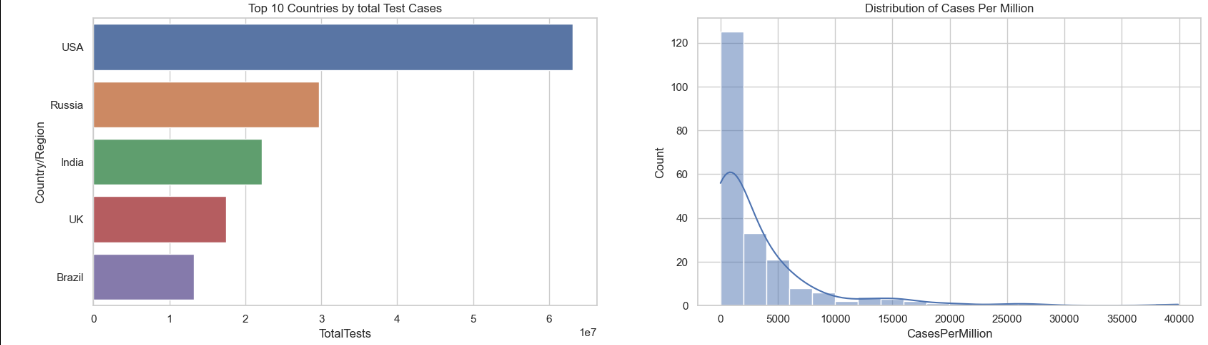 Top 10 Countries by total Test Cases
USA
Russia
India
UK
Brazil
Country/Region
0 1 2 3 4 5 6
1e7
TotalTests
Distribution of Cases Per Million
120
100
80
60
40
20
0
Count
0 5000 10000 15000 20000 25000 30000 35000 40000
CasesPerMillion